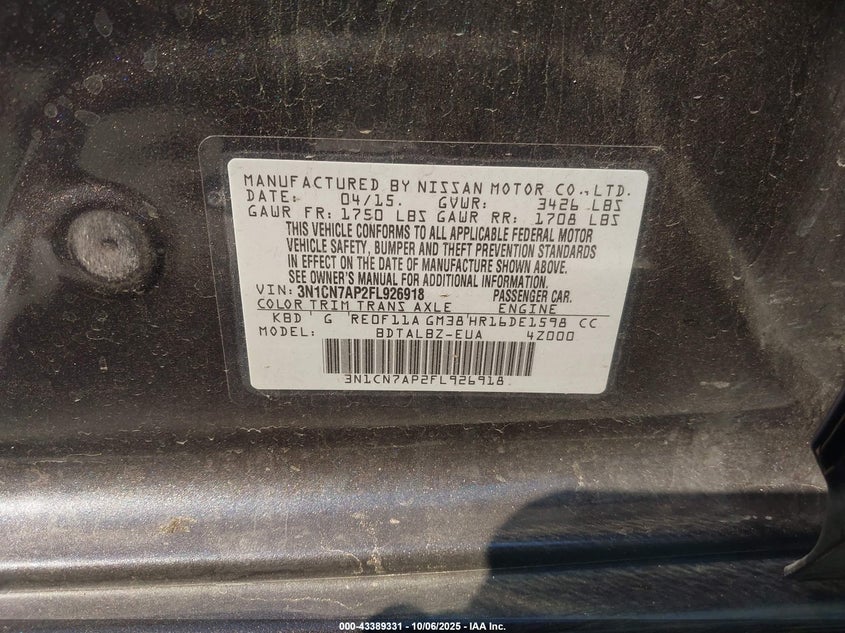 MANUFACTURED BY NISSAN MOTOR CO.,LTD.
DATE: 04/15. GVWR: 3426 LBS
GAWR FR: 1750 LBS GAWR RR: 1708 LBS
THIS VEHICLE CONFORMS TO ALL APPLICABLE FEDERAL MOTOR
VEHICLE SAFETY, BUMPER AND THEFT PREVENTION STANDARDS
IN EFFECT ON THE DATE OF MANUFACTURE SHOWN ABOVE.
SEE OWNER'S MANUAL FOR ADDITIONAL INFORMATION.
VIN: 3N1CN7AP2FL926918 PASSENGER CAR.
COLOR TRIM TRANS AXLE ENGINE
KBD G RE0F11A GM38 HR16DE1598 CC
MODEL: BDTALBZ-EUA 4Z000
3N1CN7AP2FL926918
000-43389331 - 10/06/2025 - IAA Inc.